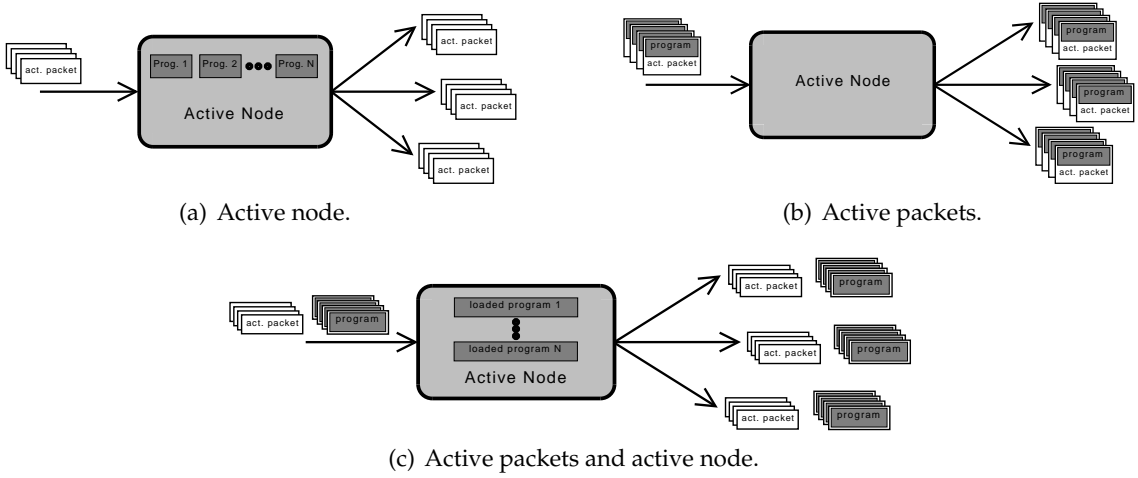 act. packet
Prog. 1 Prog. 2 Prog. N
Active Node
act. packet
act. packet
act. packet
(a) Active node.
program
act. packet
Active Node
program
act. packet
program
act. packet
program
act. packet
(b) Active packets.
act. packet program
loaded program 1
loaded program N
Active Node
act. packet program
act. packet program
act. packet program
(c) Active packets and active node.